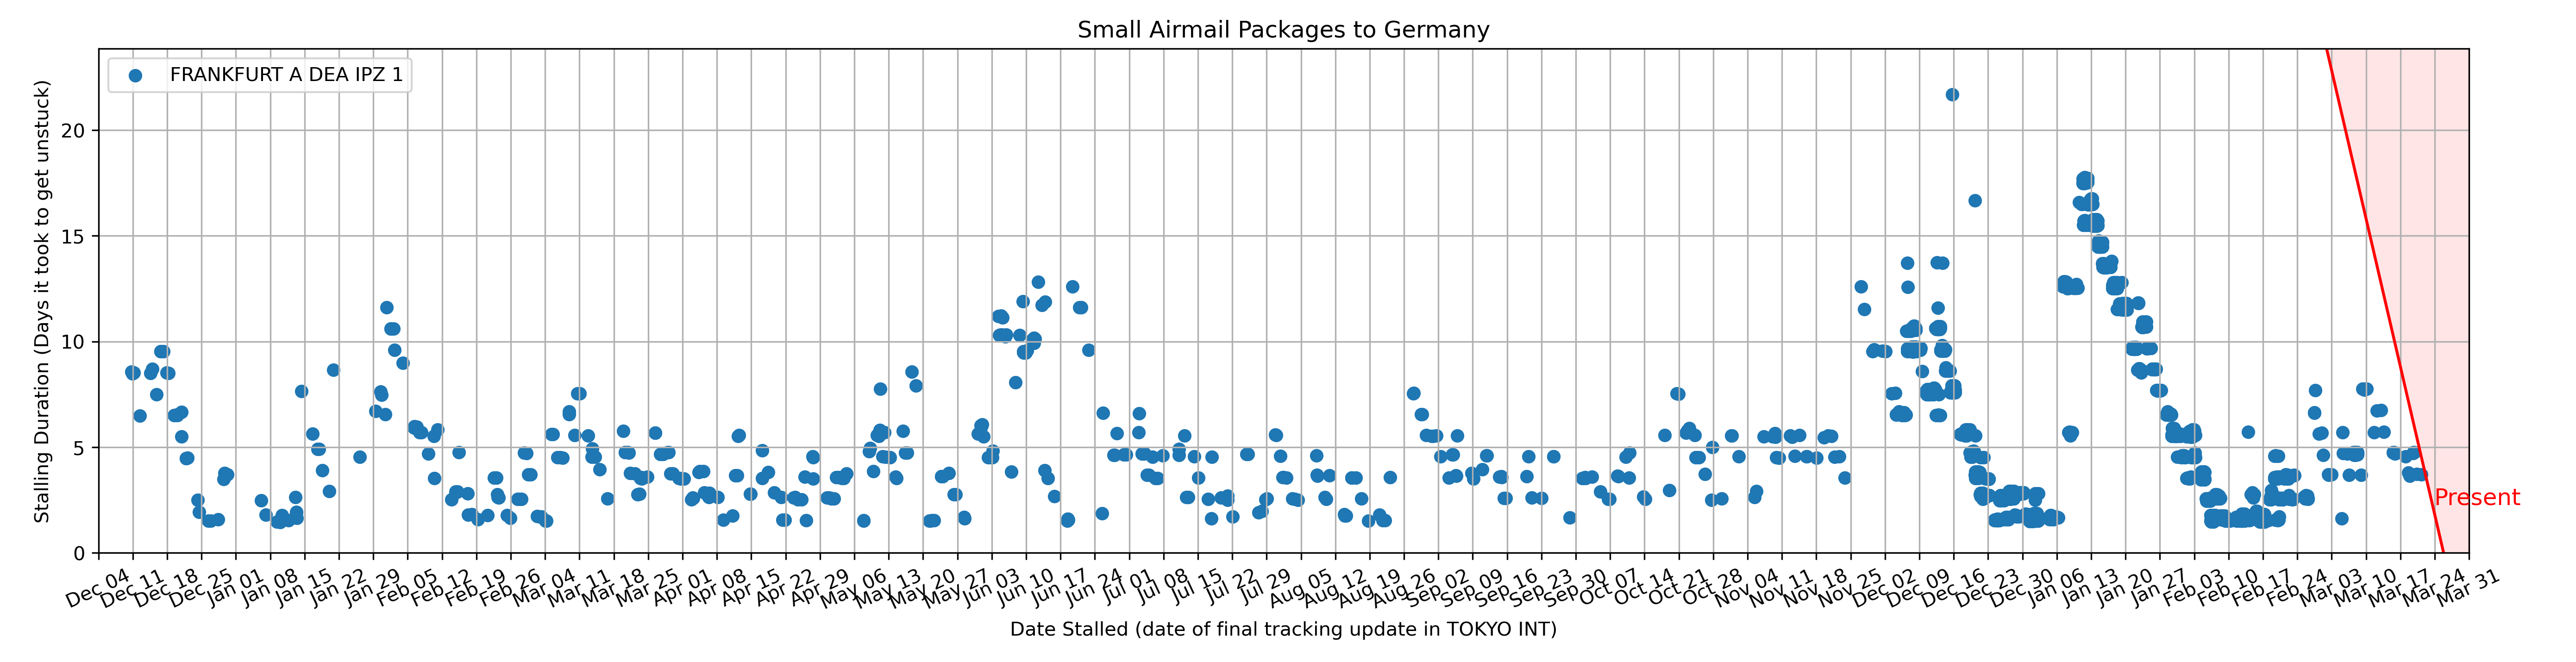 Small Airmail Packages to Germany
FRANKFURT A DEA IPZ 1
Stalling Duration (Days it took to get unstuck)
20
15
10
5
0
Present
Dec 04 Dec 11 Dec 18 Dec 25 Jan 01 Jan 08 Jan 15 Jan 22 Jan 29 Feb 05 Feb 12 Feb 19 Feb 26 Mar 04 Mar 11 Mar 18 Mar 25 Apr 01 Apr 08 Apr 15 Apr 22 Apr 29 May 06 May 13 May 20 May 27 Jun 03 Jun 10 Jun 17 Jun 24 Jul 01 Jul 08 Jul 15 Jul 22 Jul 29 Aug 05 Aug 12 Aug 19 Aug 26 Sep 02 Sep 09 Sep 16 Sep 23 Sep 30 Oct 07 Oct 14 Oct 21 Oct 28 Nov 04 Nov 11 Nov 18 Nov 25 Dec 02 Dec 09 Dec 16 Dec 23 Dec 30 Jan 06 Jan 13 Jan 20 Jan 27 Feb 03 Feb 10 Feb 17 Feb 24 Mar 03 Mar 10 Mar 17 Mar 24 Mar 31
Date Stalled (date of final tracking update in TOKYO INT)